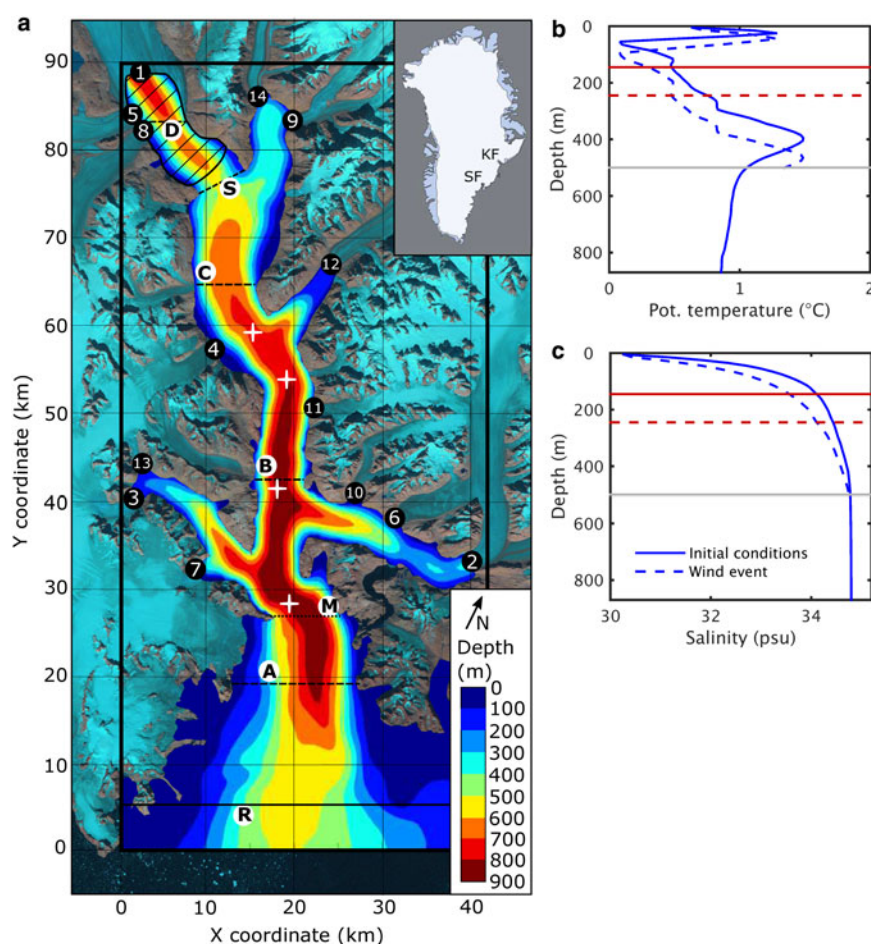 a
90
80
70
60
50
40
30
20
10
0
Y coordinate (km)
0
10
20
30
40
X coordinate (km)
1
14
5
9
8
D
S
12
C
4
11
B
13
10
3
6
2
7
M
A
R
KF
SF
N
Depth
(m)
0
100
200
300
400
500
600
700
800
900
b
0
200
400
600
800
Depth (m)
0
1
2
Pot. temperature (°C)
c
0
200
400
600
800
Depth (m)
Initial conditions
Wind event
30
32
34
Salinity (psu)